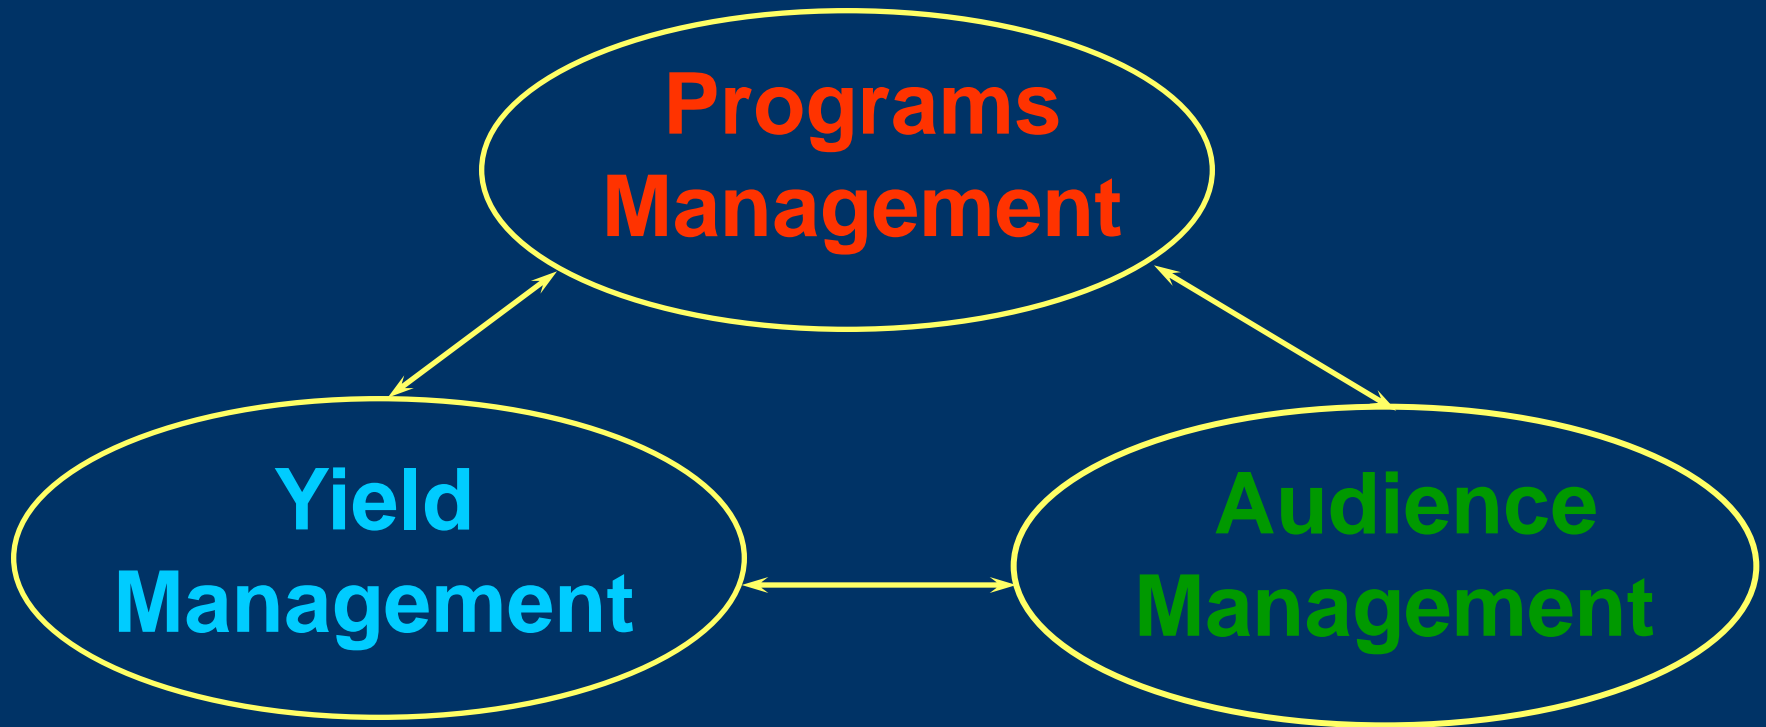 Programs
Management
Yield
Management
Audience
Management